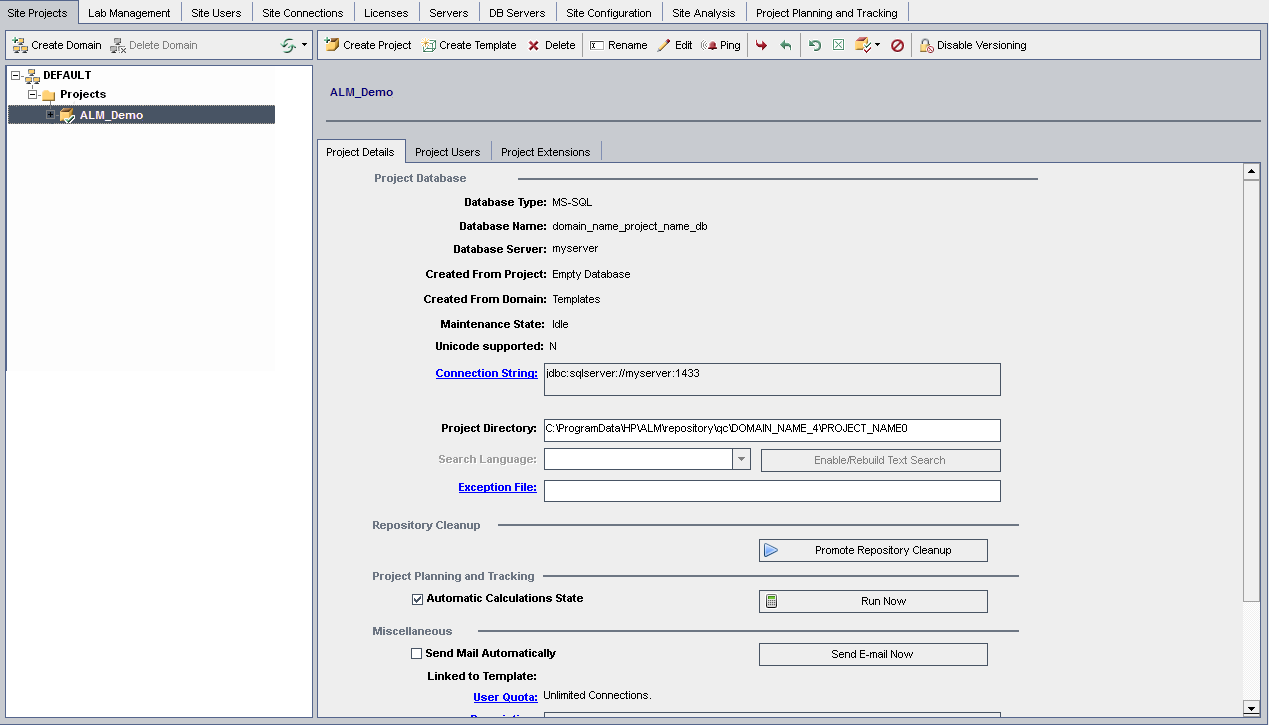 Site Projects Lab Management Site Users Site Connections Licenses Servers DB Servers Site Configuration Site Analysis Project Planning and Tracking
Create Domain Delete Domain Create Project Create Template Delete Rename Edit Ping Disable Versioning
DEFAULT
Projects
ALM_Demo
ALM_Demo
Project Details Project Users Project Extensions
Project Database
Database Type: MS-SQL
Database Name: domain_name_project_name_db
Database Server: myserver
Created From Project: Empty Database
Created From Domain: Templates
Maintenance State: Idle
Unicode supported: N
Connection String: jdbc:sqlserver://myserver:1433
Project Directory: C:\ProgramData\HP\ALM\repository\qc\DOMAIN_NAME_4\PROJECT_NAME0
Search Language: Enable/Rebuild Text Search
Exception File:
Repository Cleanup
Promote Repository Cleanup
Project Planning and Tracking
Automatic Calculations State Run Now
Miscellaneous
Send Mail Automatically Send E-mail Now
Linked to Template:
User Quota: Unlimited Connections.